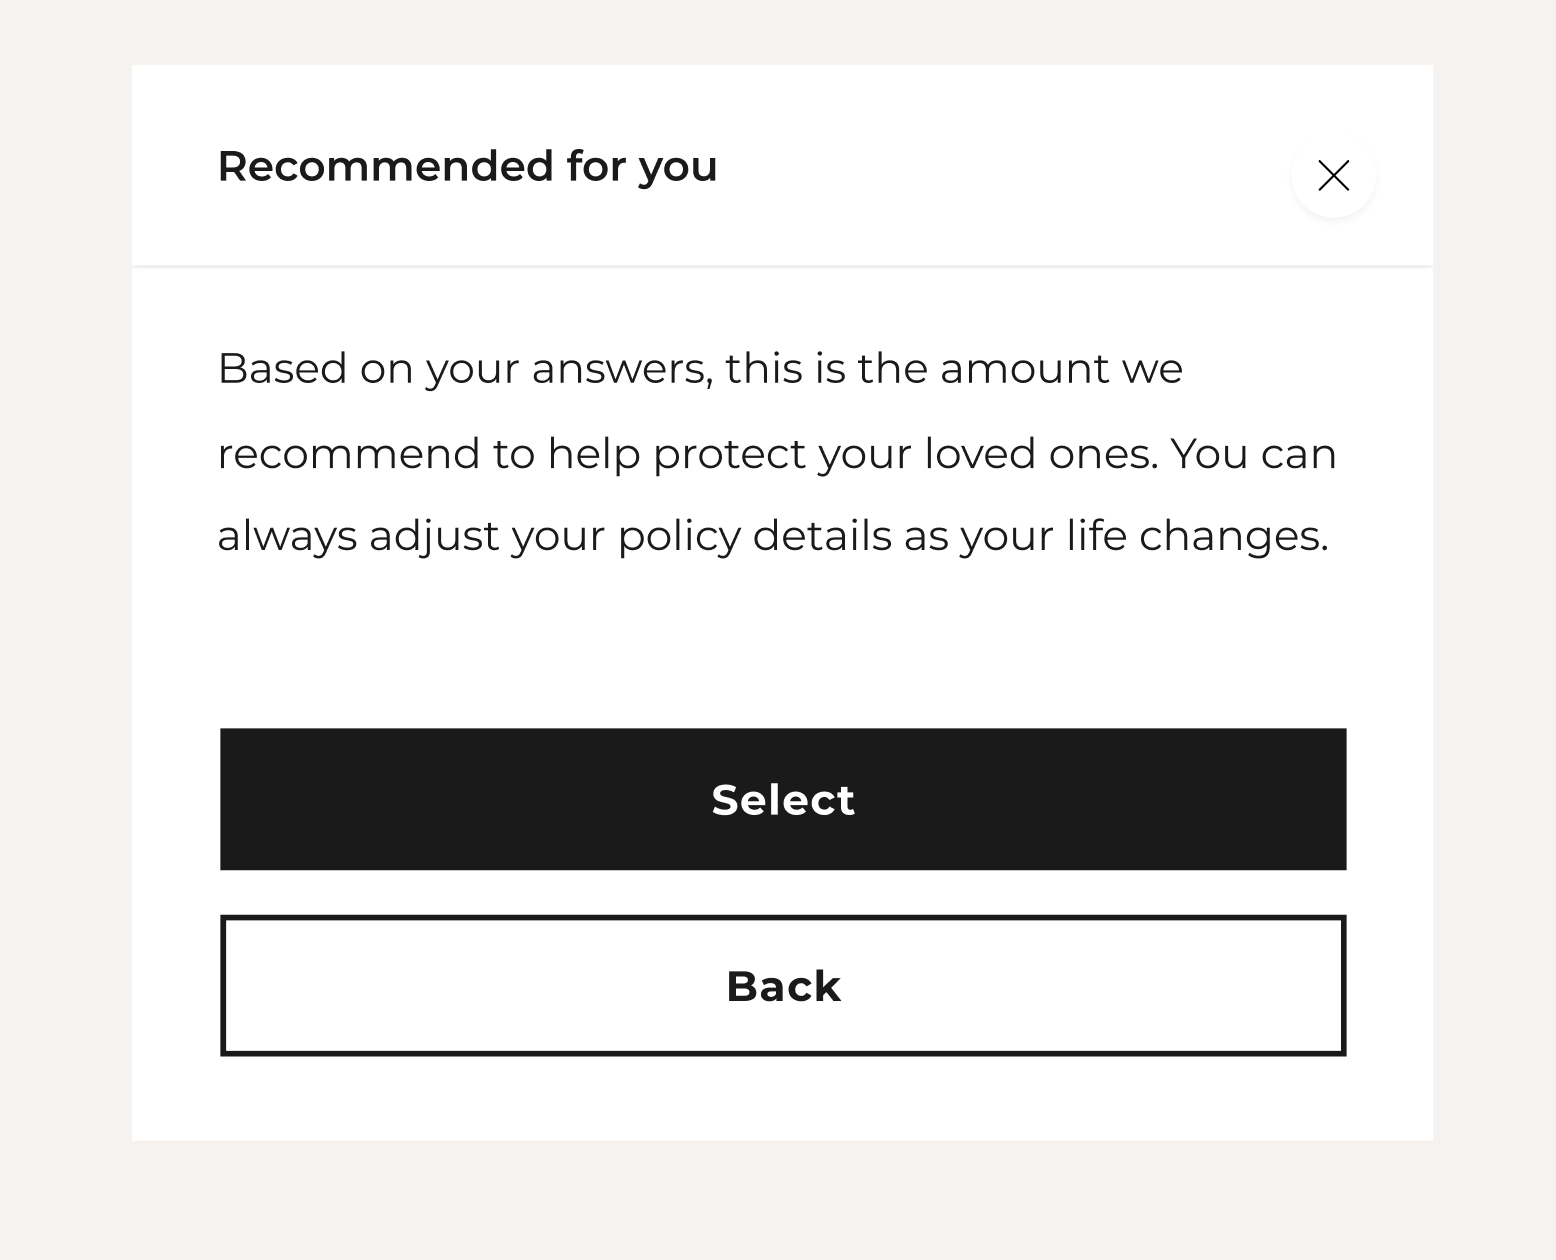 Recommended for you
Based on your answers, this is the amount we
recommend to help protect your loved ones. You can
always adjust your policy details as your life changes.
Select
Back